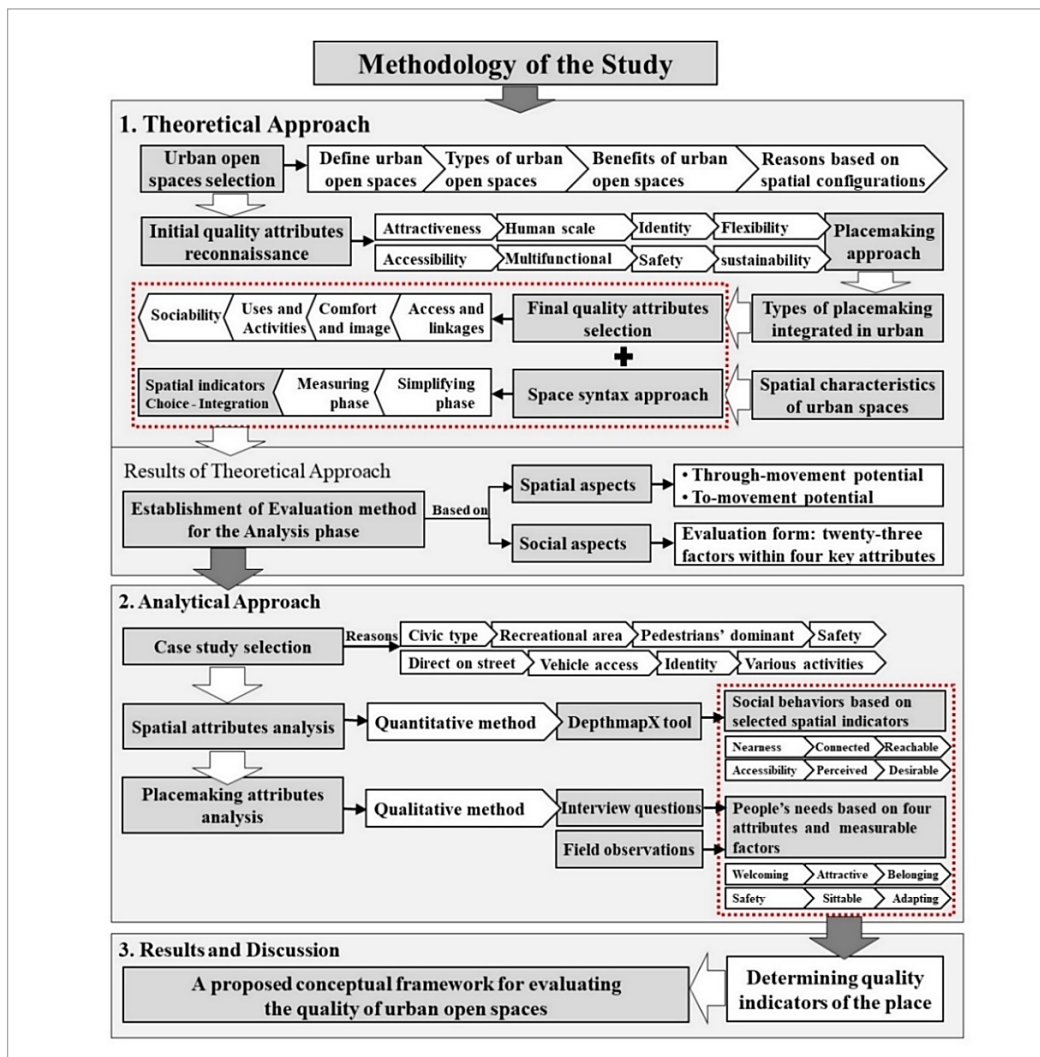 Methodology of the Study
1. Theoretical Approach
Urban open
spaces selection
Define urban
open spaces
Types of urban
open spaces
Benefits of urban
open spaces
Reasons based on
spatial configurations
Initial quality attributes
reconnaissance
Attractiveness
Human scale
Identity
Flexibility
Accessibility
Multifunctional
Safety
sustainability
Placemaking
approach
Sociability
Uses and
Activities
Comfort
and image
Access and
linkages
Final quality attributes
selection
Types of placemaking
integrated in urban
Spatial indicators
Choice - Integration
Measuring
phase
Simplifying
phase
Space syntax approach
Spatial characteristics
of urban spaces
Results of Theoretical Approach
Establishment of Evaluation method
for the Analysis phase
Based on
Spatial aspects
• Through-movement potential
• To-movement potential
Social aspects
Evaluation form: twenty-three
factors within four key attributes
2. Analytical Approach
Case study selection
Reasons
Civic type
Recreational area
Pedestrians' dominant
Safety
Direct on street
Vehicle access
Identity
Various activities
Spatial attributes analysis
Quantitative method
DepthmapX tool
Social behaviors based on
selected spatial indicators
Nearness
Connected
Reachable
Accessibility
Perceived
Desirable
Placemaking attributes
analysis
Qualitative method
Interview questions
Field observations
People's needs based on four
attributes and measurable
factors
Welcoming
Attractive
Belonging
Safety
Sittable
Adapting
3. Results and Discussion
A proposed conceptual framework for evaluating
the quality of urban open spaces
Determining quality
indicators of the place